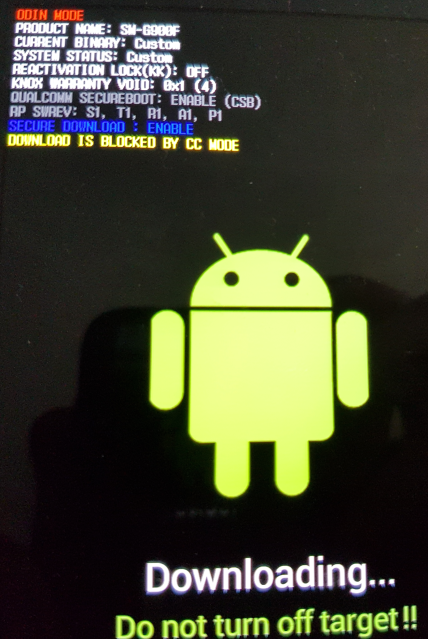 ODIN MODE
PRODUCT NAME: SM-G900F
CURRENT BINARY: Custom
SYSTEM STATUS: Custom
REACTIVATION LOCK(KK): OFF
KNOX WARRANTY VOID: 0x1 (4)
QUALCOMM SECUREBOOT: ENABLE (CSB)
RP SWREV: S1, T1, R1, A1, P1
SECURE DOWNLOAD : ENABLE
DOWNLOAD IS BLOCKED BY CC MODE
Downloading...
Do not turn off target!!